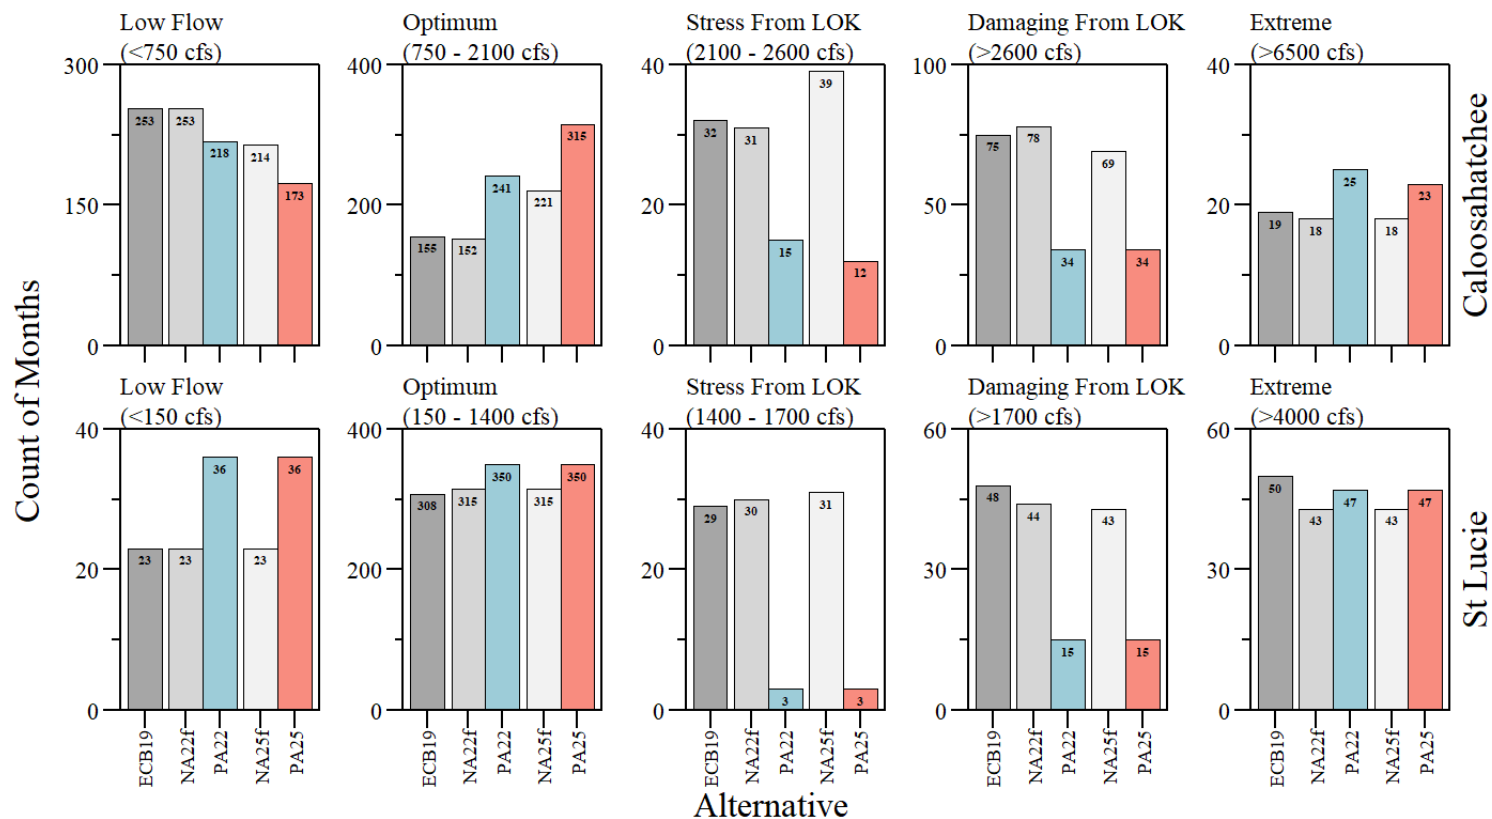 Low Flow
(<750 cfs)
Optimum
(750 - 2100 cfs)
Stress From LOK
(2100 - 2600 cfs)
Damaging From LOK
(>2600 cfs)
Extreme
(>6500 cfs)
300
150
0
253
253
218
214
173
400
200
0
155
152
241
221
315
40
20
0
32
31
15
39
12
100
50
0
75
78
34
69
34
40
20
0
19
18
25
18
23
Caloosahatchee
Count of Months
Low Flow
(<150 cfs)
Optimum
(150 - 1400 cfs)
Stress From LOK
(1400 - 1700 cfs)
Damaging From LOK
(>1700 cfs)
Extreme
(>4000 cfs)
40
20
0
23
23
36
23
36
400
200
0
308
315
350
315
350
40
20
0
29
30
3
31
3
60
30
0
48
44
15
43
15
60
30
0
50
43
47
43
47
St Lucie
ECB19
NA22f
PA22
NA25f
PA25
ECB19
NA22f
PA22
NA25f
PA25
ECB19
NA22f
PA22
NA25f
PA25
ECB19
NA22f
PA22
NA25f
PA25
ECB19
NA22f
PA22
NA25f
PA25
Alternative